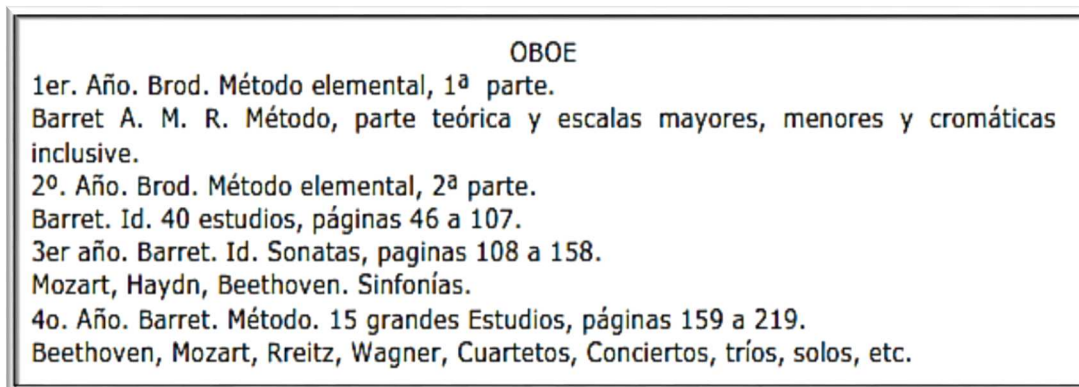 OBOE
1er. Año. Brod. Método elemental, 1ª parte.
Barret A. M. R. Método, parte teórica y escalas mayores, menores y cromáticas
inclusive.
2º. Año. Brod. Método elemental, 2ª parte.
Barret. Id. 40 estudios, páginas 46 a 107.
3er año. Barret. Id. Sonatas, paginas 108 a 158.
Mozart, Haydn, Beethoven. Sinfonías.
4o. Año. Barret. Método. 15 grandes Estudios, páginas 159 a 219.
Beethoven, Mozart, Rreitz, Wagner, Cuartetos, Conciertos, tríos, solos, etc.